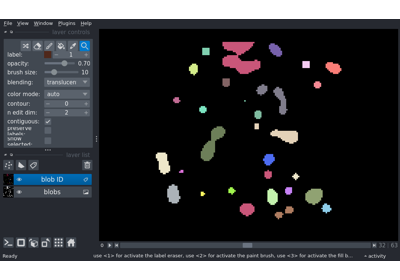 File View Window Plugins Help
layer controls
label: 1
opacity: 0.70
brush size: 10
blending: translucen
color mode: auto
contour: 0
n edit dim: 2
contiguous:
preserve
labels:
show
selected:
layer list
blob ID
blobs
0 32 63
Ready use <1> for activate the label eraser, use <2> for activate the paint brush, use <3> for activate the fill b... activity